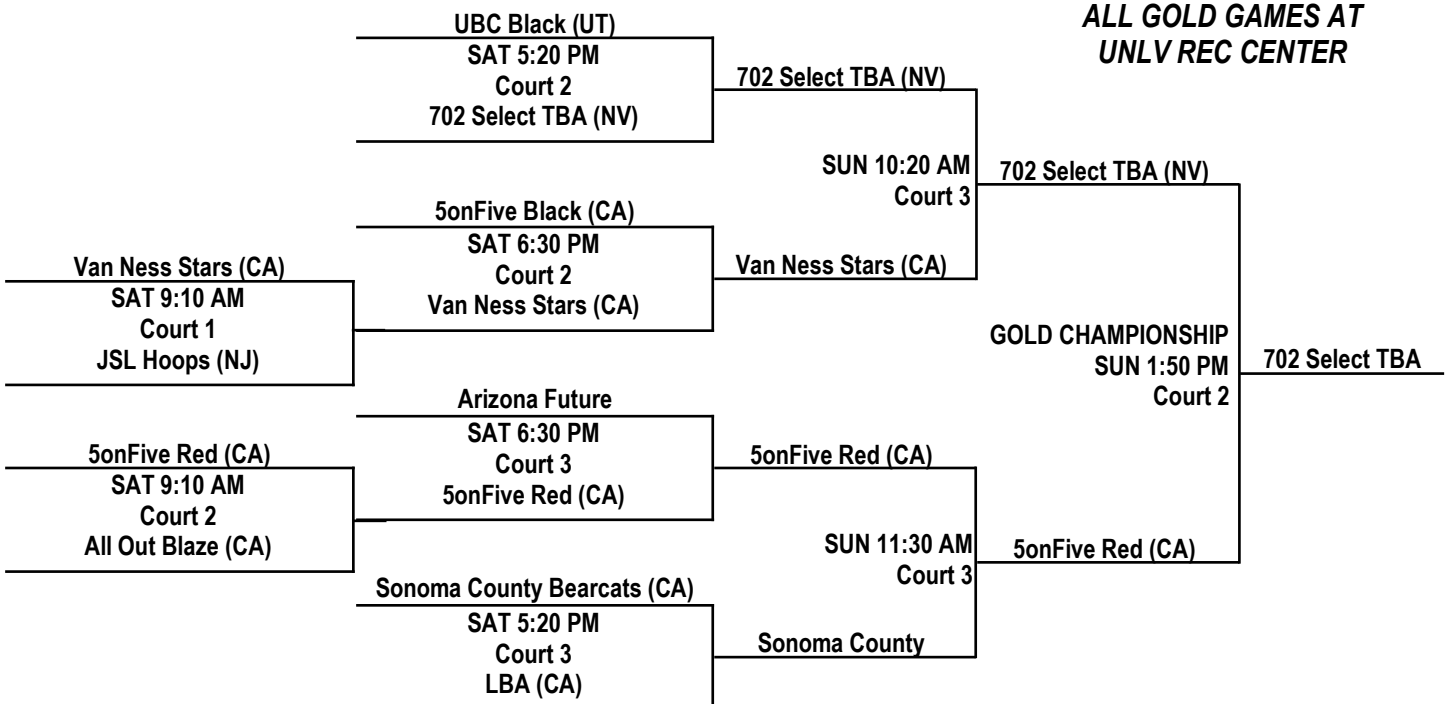 ALL GOLD GAMES AT
UNLV REC CENTER
UBC Black (UT)
SAT 5:20 PM
Court 2
702 Select TBA (NV)
702 Select TBA (NV)
SUN 10:20 AM
Court 3
702 Select TBA (NV)
5onFive Black (CA)
SAT 6:30 PM
Court 2
Van Ness Stars (CA)
Van Ness Stars (CA)
Van Ness Stars (CA)
SAT 9:10 AM
Court 1
JSL Hoops (NJ)
GOLD CHAMPIONSHIP
SUN 1:50 PM
Court 2
702 Select TBA
Arizona Future
SAT 6:30 PM
Court 3
5onFive Red (CA)
5onFive Red (CA)
5onFive Red (CA)
SAT 9:10 AM
Court 2
All Out Blaze (CA)
SUN 11:30 AM
Court 3
5onFive Red (CA)
Sonoma County Bearcats (CA)
SAT 5:20 PM
Court 3
LBA (CA)
Sonoma County